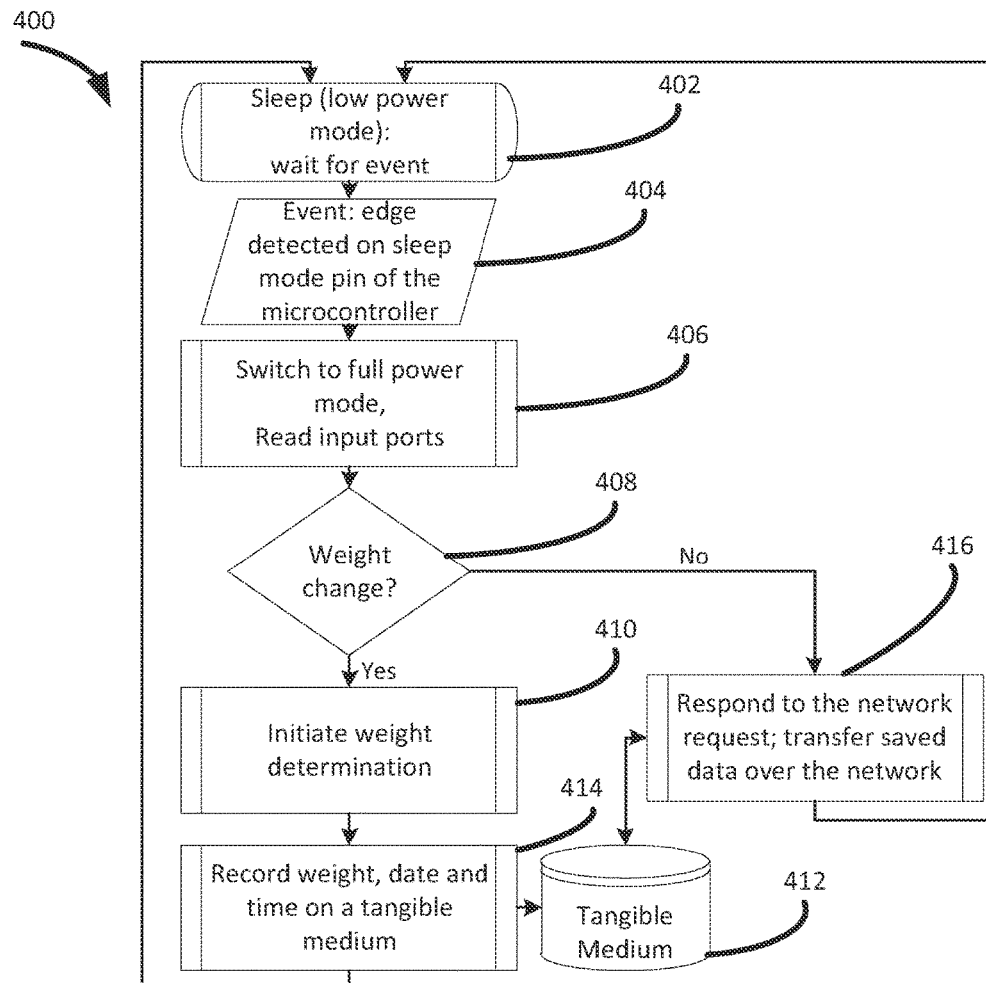 400
Sleep (low power
mode):
wait for event
402
404
Event: edge
detected on sleep
mode pin of the
microcontroller
406
Switch to full power
mode,
Read input ports
408
Weight
change?
No
416
410
Yes
Respond to the network
request; transfer saved
data over the network
Initiate weight
determination
414
Record weight, date and
time on a tangible
medium
412
Tangible
Medium